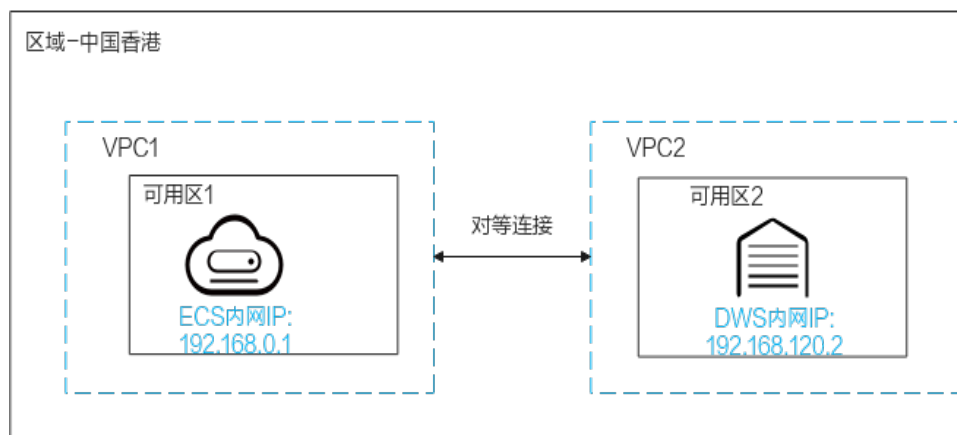 区域-中国香港
VPC1
VPC2
可用区1
可用区2
对等连接
ECS内网IP:
192.168.0.1
DWS内网IP:
192.168.120.2